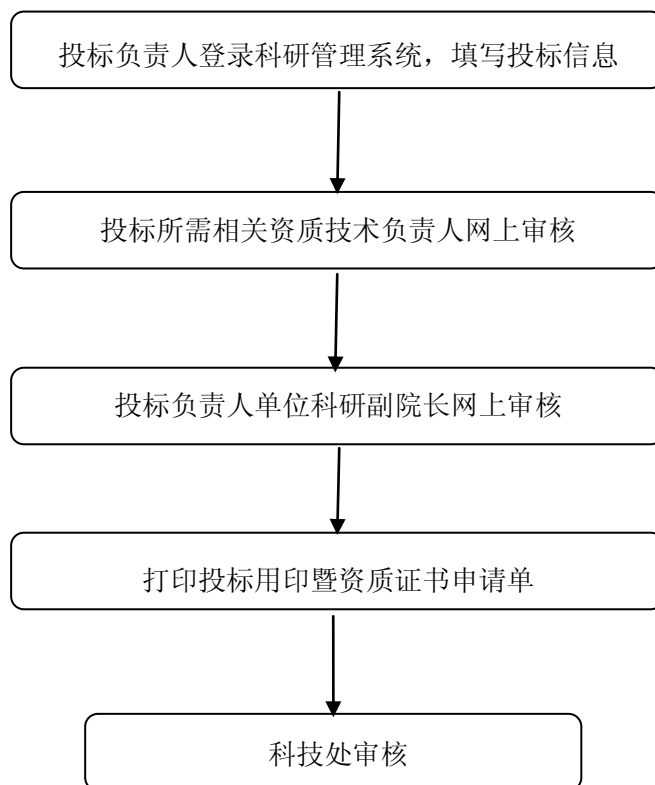 投标负责人登录科研管理系统，填写投标信息
投标所需相关资质技术负责人网上审核
投标负责人单位科研副院长网上审核
打印投标用印暨资质证书申请单
科技处审核